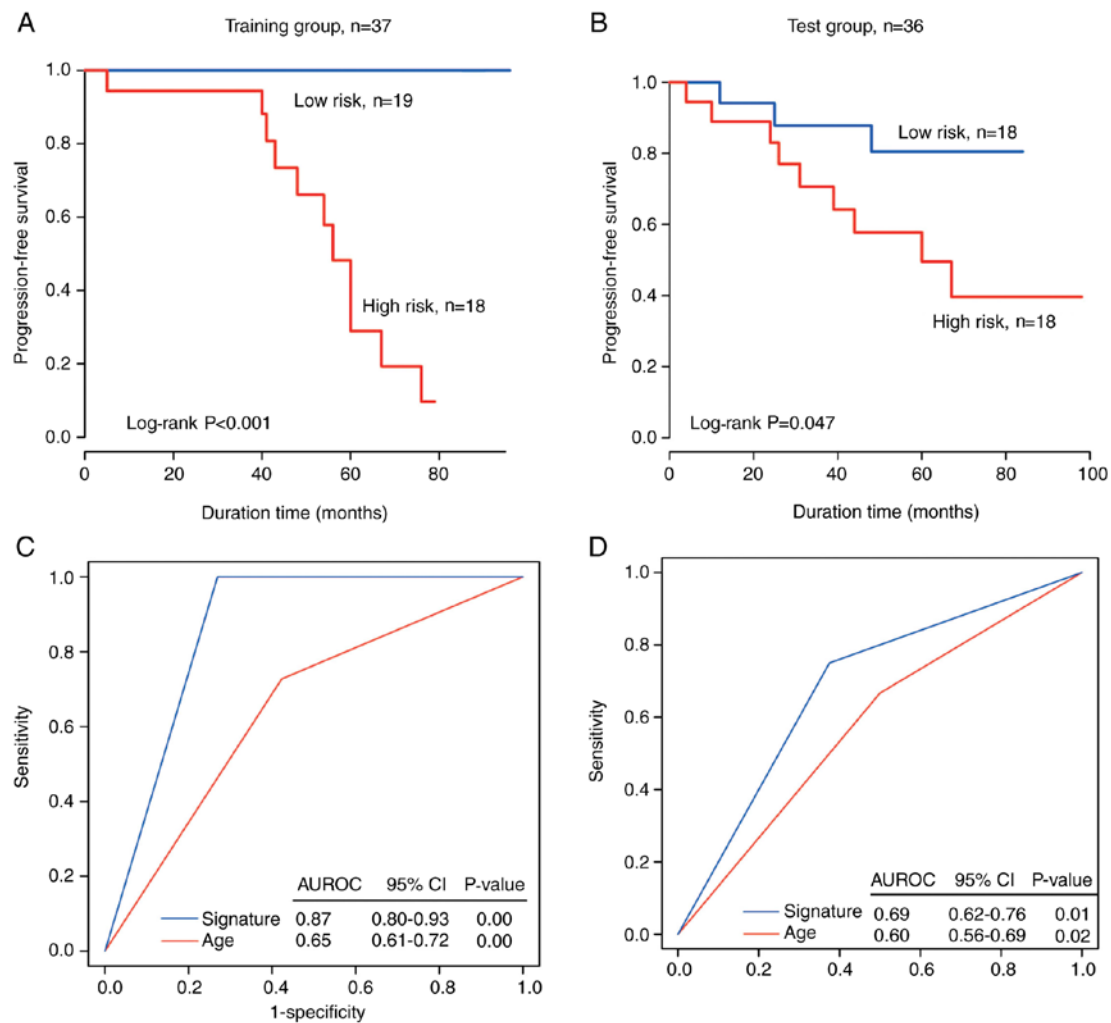 A
Training group, n=37
Progression-free survival
1.0
0.8
0.6
0.4
0.2
0.0
Low risk, n=19
High risk, n=18
Log-rank P<0.001
0 20 40 60 80
Duration time (months)
B
Test group, n=36
Progression-free survival
1.0
0.8
0.6
0.4
0.2
0.0
Low risk, n=18
High risk, n=18
Log-rank P=0.047
0 20 40 60 80 100
Duration time (months)
C
Sensitivity
1.0
0.8
0.6
0.4
0.2
0.0
AUROC 95% CI P-value
Signature 0.87 0.80-0.93 0.00
Age 0.65 0.61-0.72 0.00
0.0 0.2 0.4 0.6 0.8 1.0
1-specificity
D
Sensitivity
1.0
0.8
0.6
0.4
0.2
0.0
AUROC 95% CI P-value
Signature 0.69 0.62-0.76 0.01
Age 0.60 0.56-0.69 0.02
0.0 0.2 0.4 0.6 0.8 1.0